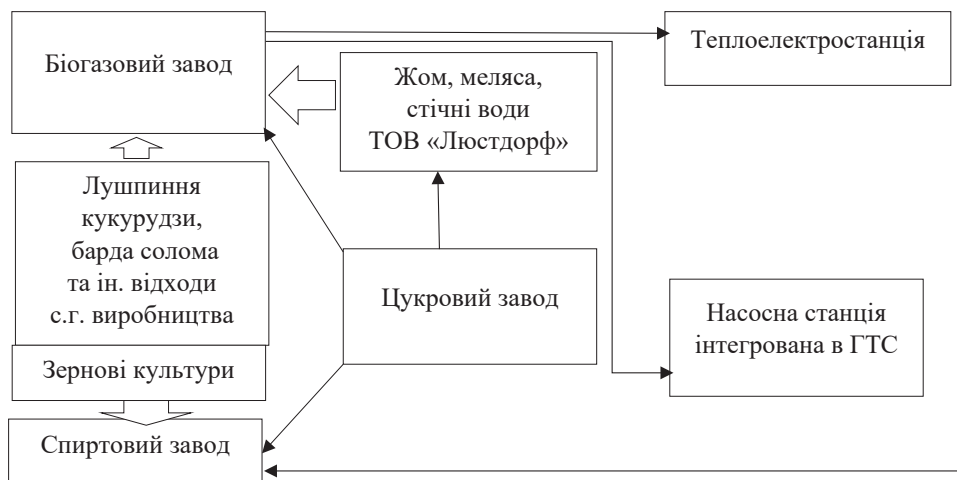 Біогазовий завод
Теплоелектростанція
Жом, меляса,
стічні води
ТОВ «Люстдорф»
Лушпиння
кукурудзи,
барда солома
та ін. відходи
с.г. виробництва
Цукровий завод
Насосна станція
інтегрована в ГТС
Зернові культури
Спиртовий завод